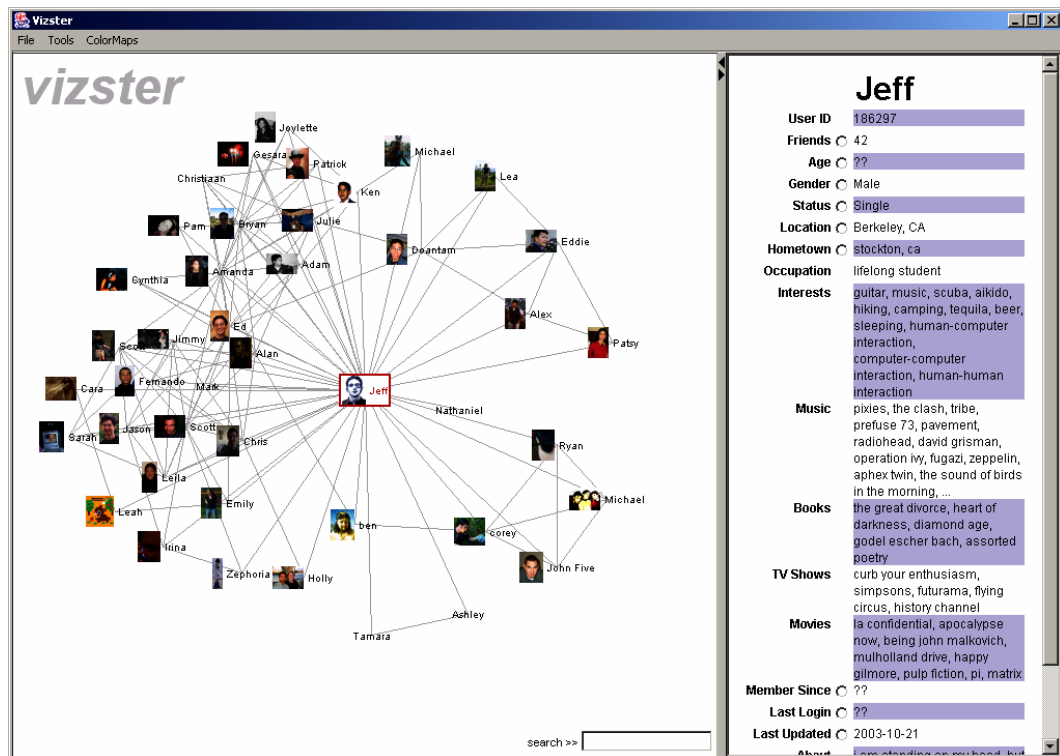 Vizster
File Tools ColorMaps
vizster
Joylette
Gesara
Patrick
Michael
Lea
Christiaan
Ken
Pam
Bryan
Julie
Doantam
Eddie
Cynthia
Amanda
Adam
Alex
Ed
Patsy
Scott
Jimmy
Alan
Cara
Fernando
Mark
Jeff
Nathaniel
Sarah
Jason
Scott
Chris
Ryan
Leila
Michael
Leah
Emily
ben
corey
Irina
Zephoria
Holly
John Five
Ashley
Tamara
search >>
Jeff
User ID 186297
Friends 42
Age ??
Gender Male
Status Single
Location Berkeley, CA
Hometown stockton, ca
Occupation lifelong student
Interests guitar, music, scuba, aikido,
hiking, camping, tequila, beer,
sleeping, human-computer
interaction,
computer-computer
interaction, human-human
interaction
Music pixies, the clash, tribe,
prefuse 73, pavement,
radiohead, david grisman,
operation ivy, fugazi, zeppelin,
aphex twin, the sound of birds
in the morning, ...
Books the great divorce, heart of
darkness, diamond age,
godel escher bach, assorted
poetry
TV Shows curb your enthusiasm,
simpsons, futurama, flying
circus, history channel
Movies la confidential, apocalypse
now, being john malkovich,
mulholland drive, happy
gilmore, pulp fiction, pi, matrix
Member Since ??
Last Login ??
Last Updated 2003-10-21
About i am standing on my head, but